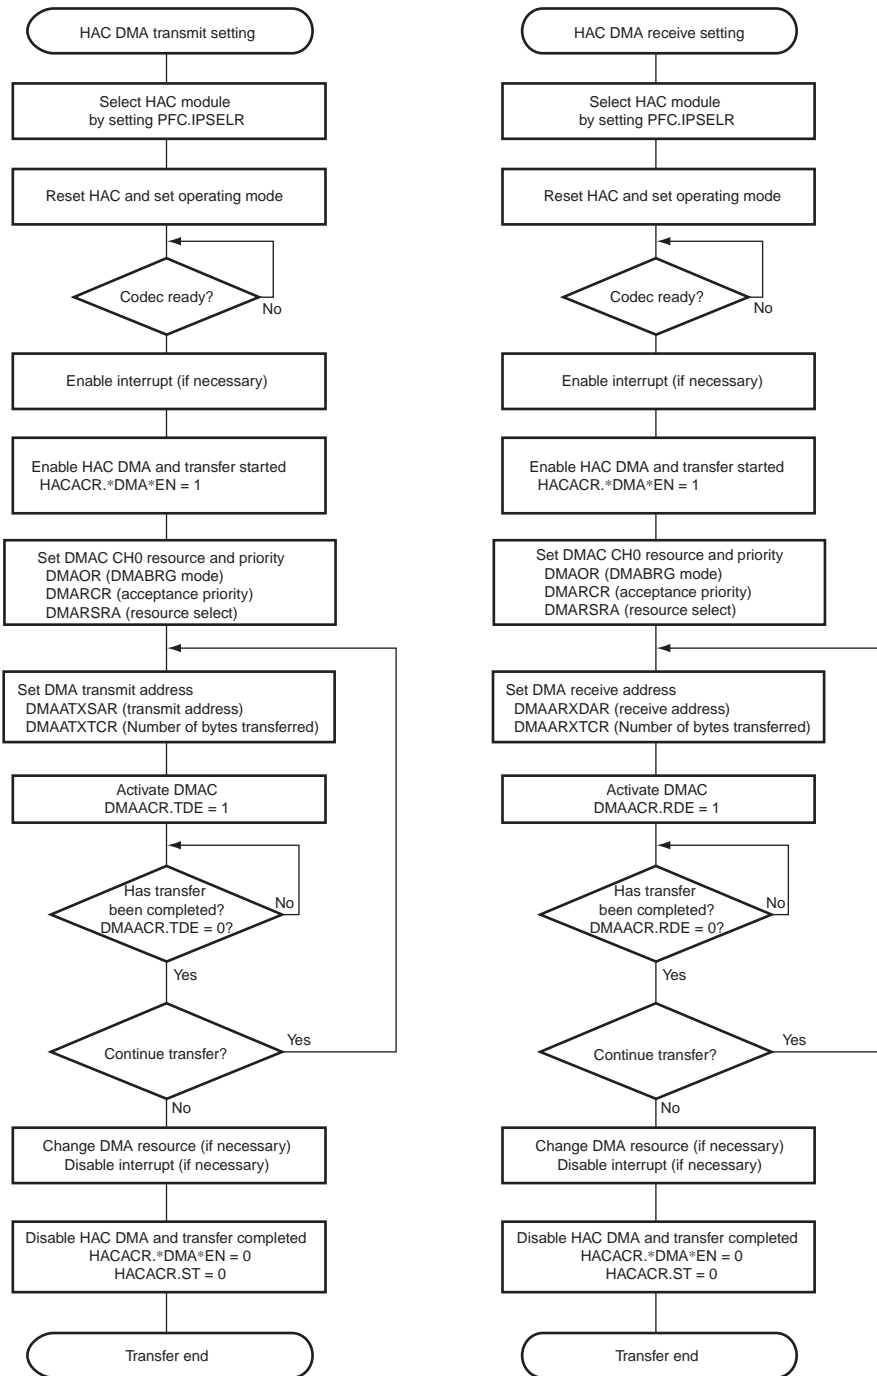 HAC DMA transmit setting
Select HAC module
by setting PFC.IPSELR
Reset HAC and set operating mode
Codec ready?
No
Enable interrupt (if necessary)
Enable HAC DMA and transfer started
HACACR.*DMA*EN = 1
Set DMAC CH0 resource and priority
DMAOR (DMABRG mode)
DMARCR (acceptance priority)
DMARSRA (resource select)
Set DMA transmit address
DMAATXSAR (transmit address)
DMAATXTCR (Number of bytes transferred)
Activate DMAC
DMAACR.TDE = 1
Has transfer
been completed?
DMAACR.TDE = 0?
No
Yes
Continue transfer?
Yes
No
Change DMA resource (if necessary)
Disable interrupt (if necessary)
Disable HAC DMA and transfer completed
HACACR.*DMA*EN = 0
HACACR.ST = 0
Transfer end
HAC DMA receive setting
Select HAC module
by setting PFC.IPSELR
Reset HAC and set operating mode
Codec ready?
No
Enable interrupt (if necessary)
Enable HAC DMA and transfer started
HACACR.*DMA*EN = 1
Set DMAC CH0 resource and priority
DMAOR (DMABRG mode)
DMARCR (acceptance priority)
DMARSRA (resource select)
Set DMA receive address
DMAARXDAR (receive address)
DMAARXTCR (Number of bytes transferred)
Activate DMAC
DMAACR.RDE = 1
Has transfer
been completed?
DMAACR.RDE = 0?
No
Yes
Continue transfer?
Yes
No
Change DMA resource (if necessary)
Disable interrupt (if necessary)
Disable HAC DMA and transfer completed
HACACR.*DMA*EN = 0
HACACR.ST = 0
Transfer end